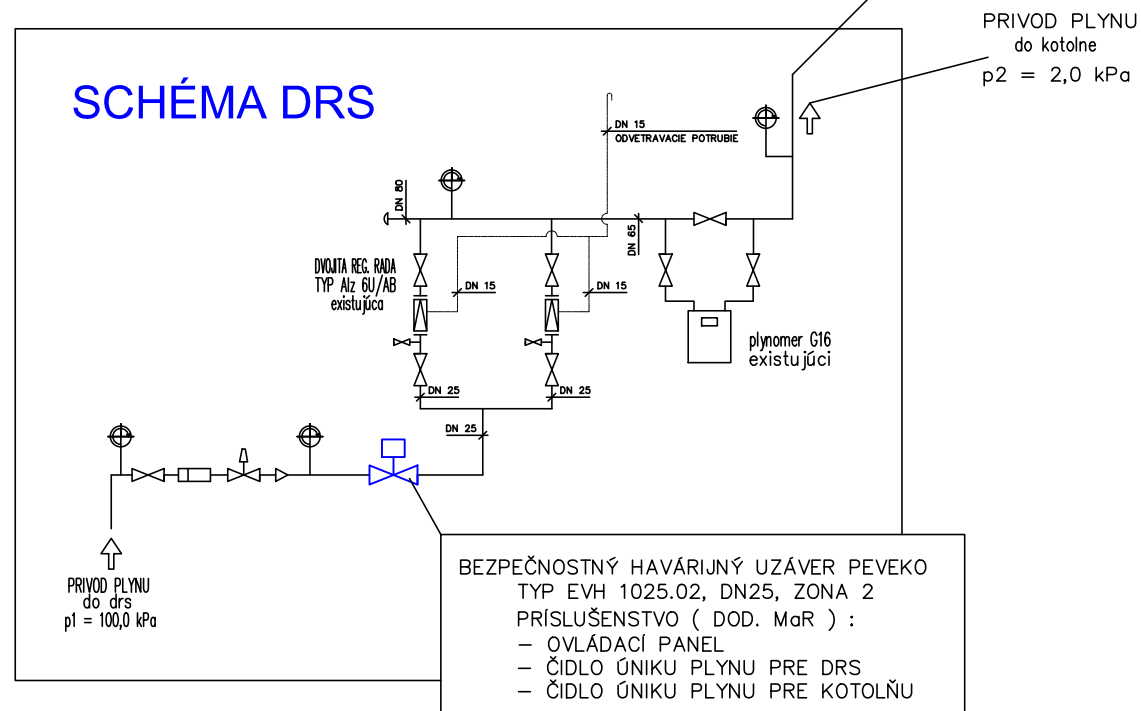 PRIVOD PLYNU
do kotolne
p2 = 2,0 kPa
SCHÉMA DRS
DN 15
ODVETRAVACIE POTRUBIE
DN 80
DN 65
DVOJITA REG. RADA
TYP Alz 6U/AB
existujúca
DN 15
DN 15
plynomer G16
existujúci
DN 25
DN 25
DN 25
PRIVOD PLYNU
do drs
p1 = 100,0 kPa
BEZPEČNOSTNÝ HAVÁRIJNÝ UZÁVER PEVEKO
TYP EVH 1025.02, DN25, ZONA 2
PRÍSLUŠENSTVO ( DOD. MaR ) :
– OVLÁDACÍ PANEL
– ČIDLO ÚNIKU PLYNU PRE DRS
– ČIDLO ÚNIKU PLYNU PRE KOTOLŇU